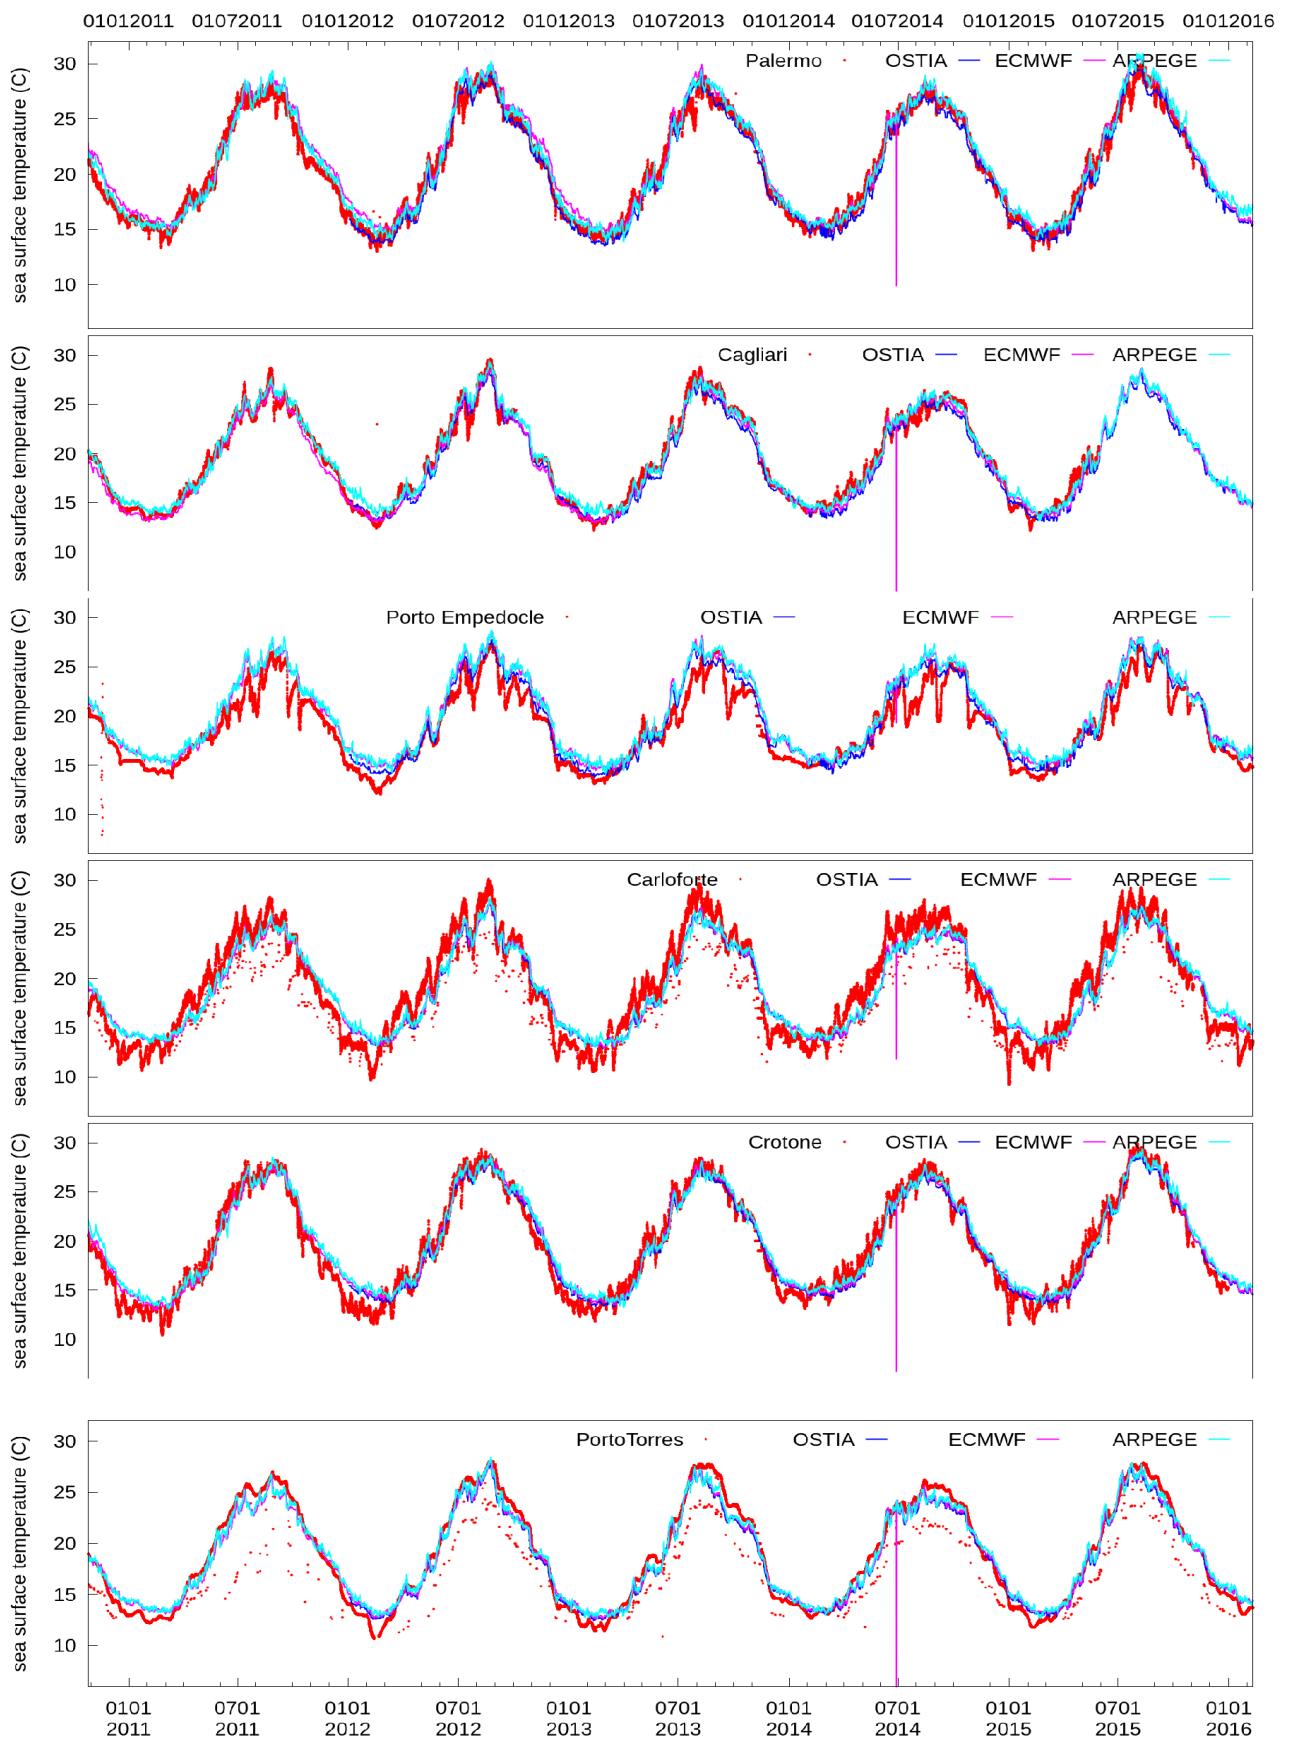 01012011 01072011 01012012 01072012 01012013 01072013 01012014 01072014 01012015 01072015 01012016
sea surface temperature (C)
Palermo OSTIA ECMWF ARPEGE
30
25
20
15
10
sea surface temperature (C)
Cagliari OSTIA ECMWF ARPEGE
30
25
20
15
10
sea surface temperature (C)
Porto Empedocle OSTIA ECMWF ARPEGE
30
25
20
15
10
sea surface temperature (C)
Carloforte OSTIA ECMWF ARPEGE
30
25
20
15
10
sea surface temperature (C)
Crotone OSTIA ECMWF ARPEGE
30
25
20
15
10
sea surface temperature (C)
PortoTorres OSTIA ECMWF ARPEGE
30
25
20
15
10
0101 0701 0101 0701 0101 0701 0101 0701 0101 0701 0101
2011 2011 2012 2012 2013 2013 2014 2014 2015 2015 2016